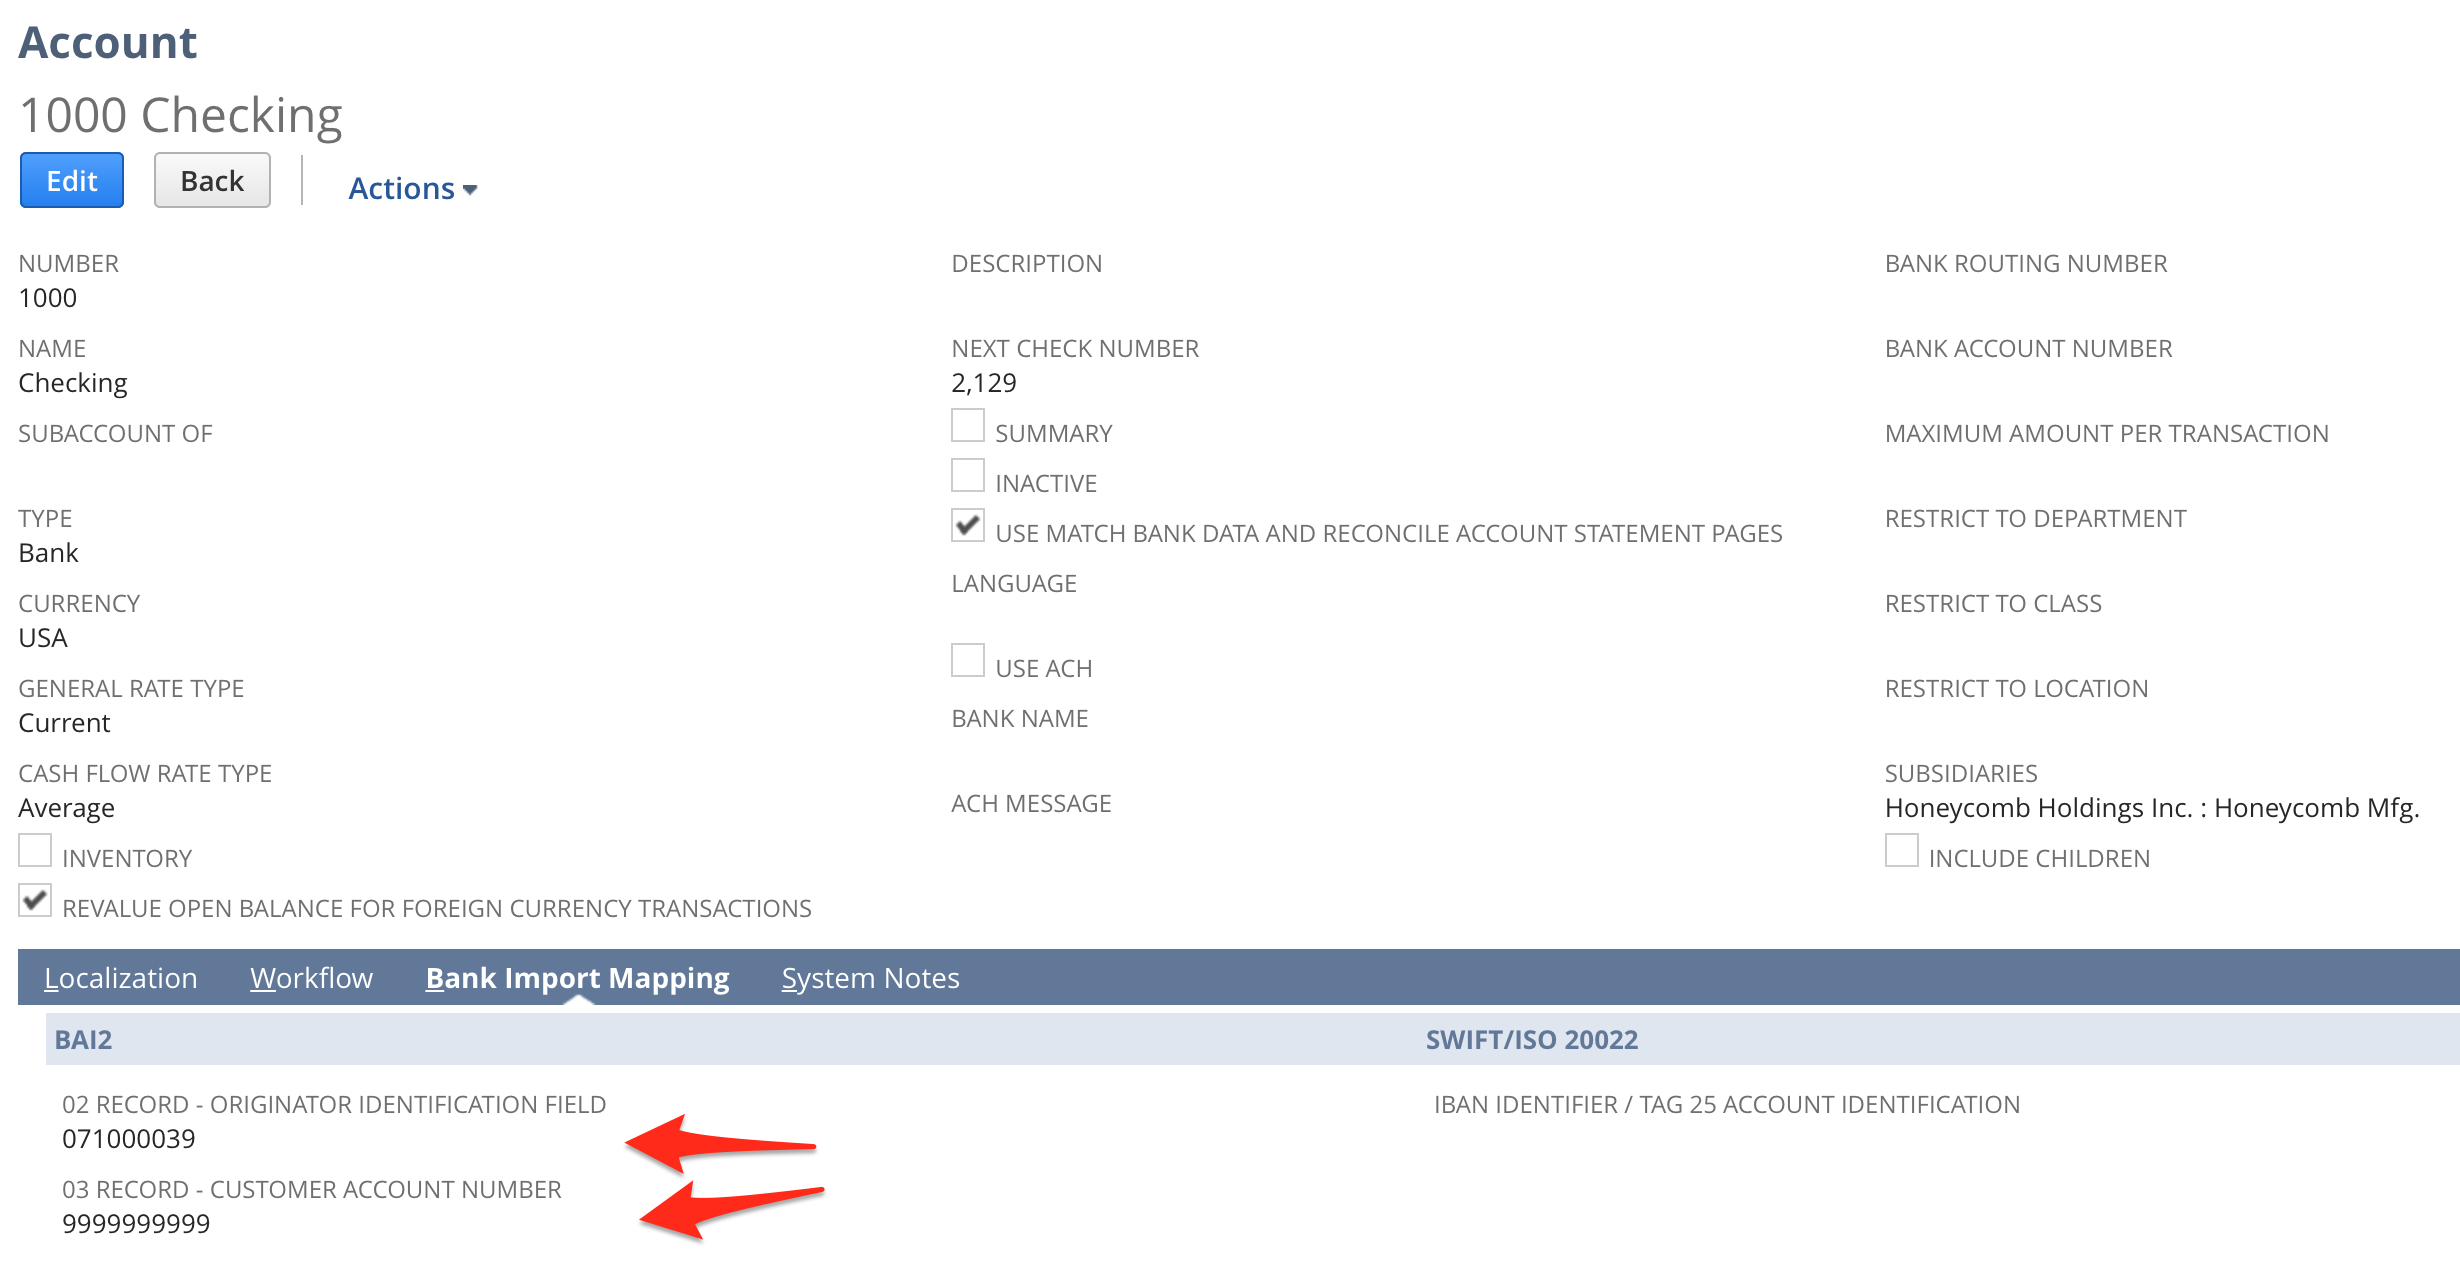 Account
1000 Checking
Edit Back Actions
NUMBER
1000
NAME
Checking
SUBACCOUNT OF
TYPE
Bank
CURRENCY
USA
GENERAL RATE TYPE
Current
CASH FLOW RATE TYPE
Average
INVENTORY
REVALUE OPEN BALANCE FOR FOREIGN CURRENCY TRANSACTIONS
DESCRIPTION
NEXT CHECK NUMBER
2,129
SUMMARY
INACTIVE
USE MATCH BANK DATA AND RECONCILE ACCOUNT STATEMENT PAGES
LANGUAGE
USE ACH
BANK NAME
ACH MESSAGE
BANK ROUTING NUMBER
BANK ACCOUNT NUMBER
MAXIMUM AMOUNT PER TRANSACTION
RESTRICT TO DEPARTMENT
RESTRICT TO CLASS
RESTRICT TO LOCATION
SUBSIDIARIES
Honeycomb Holdings Inc. : Honeycomb Mfg.
INCLUDE CHILDREN
Localization Workflow Bank Import Mapping System Notes
BAI2
02 RECORD - ORIGINATOR IDENTIFICATION FIELD
071000039
03 RECORD - CUSTOMER ACCOUNT NUMBER
9999999999
SWIFT/ISO 20022
IBAN IDENTIFIER / TAG 25 ACCOUNT IDENTIFICATION